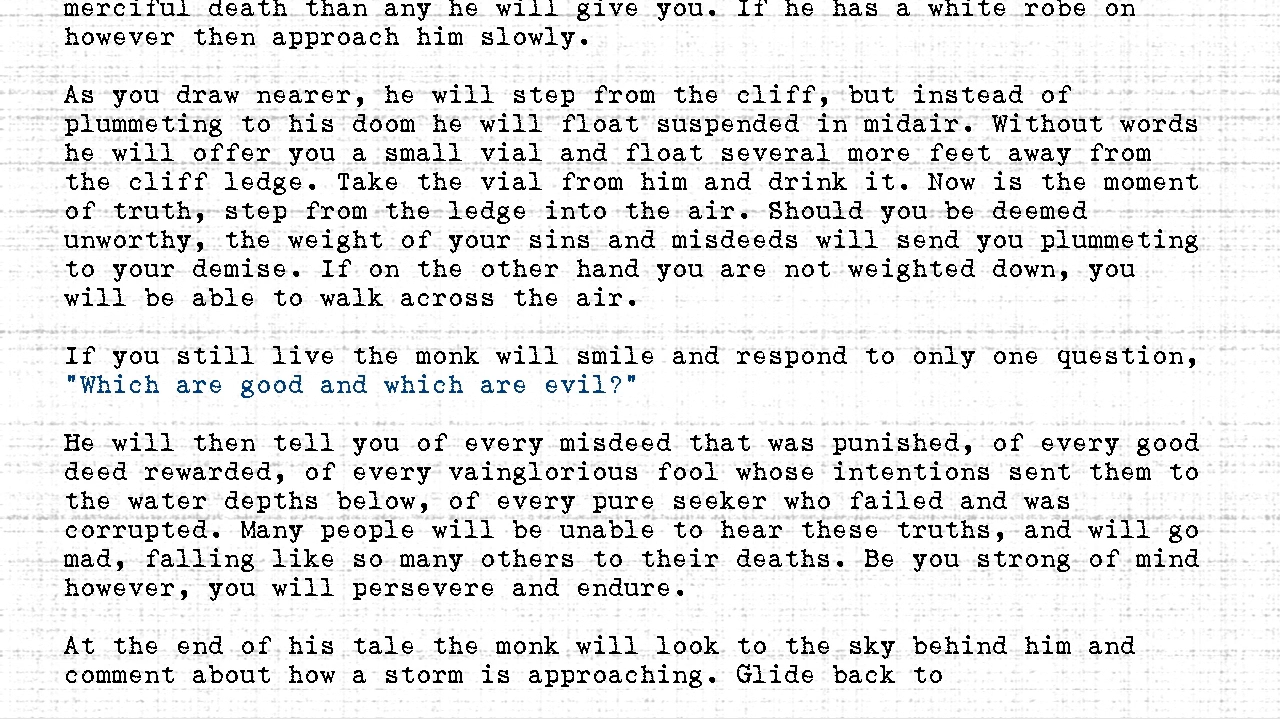 merciful death than any he will give you. If he has a white robe on
however then approach him slowly.
As you draw nearer, he will step from the cliff, but instead of
plummeting to his doom he will float suspended in midair. Without words
he will offer you a small vial and float several more feet away from
the cliff ledge. Take the vial from him and drink it. Now is the moment
of truth, step from the ledge into the air. Should you be deemed
unworthy, the weight of your sins and misdeeds will send you plummeting
to your demise. If on the other hand you are not weighted down, you
will be able to walk across the air.
If you still live the monk will smile and respond to only one question,
"Which are good and which are evil?"
He will then tell you of every misdeed that was punished, of every good
deed rewarded, of every vainglorious fool whose intentions sent them to
the water depths below, of every pure seeker who failed and was
corrupted. Many people will be unable to hear these truths, and will go
mad, falling like so many others to their deaths. Be you strong of mind
however, you will persevere and endure.
At the end of his tale the monk will look to the sky behind him and
comment about how a storm is approaching. Glide back to